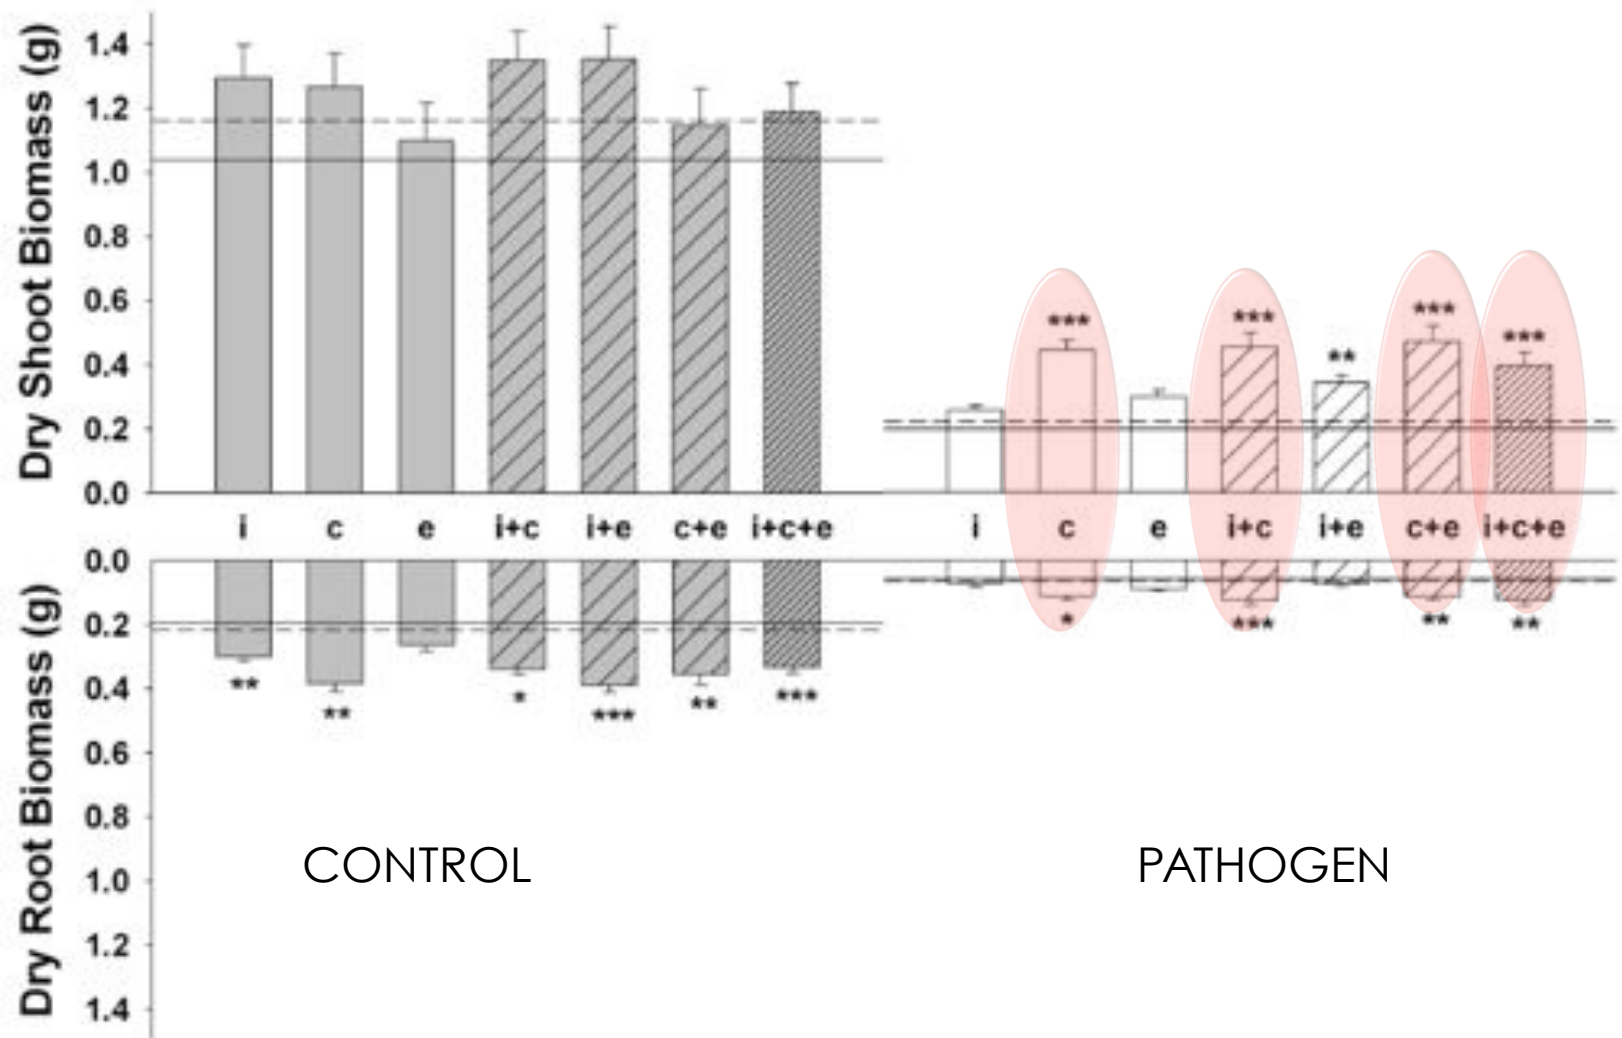 Dry Shoot Biomass (g)
1.4
1.2
1.0
0.8
0.6
0.4
0.2
0.0
*** *** ** *** ***
i c e i+c i+e c+e i+c+e
i c e i+c i+e c+e i+c+e
Dry Root Biomass (g)
0.0
0.2
0.4
0.6
0.8
1.0
1.2
1.4
** ** * *** ** ***
* *** ** **
CONTROL
PATHOGEN